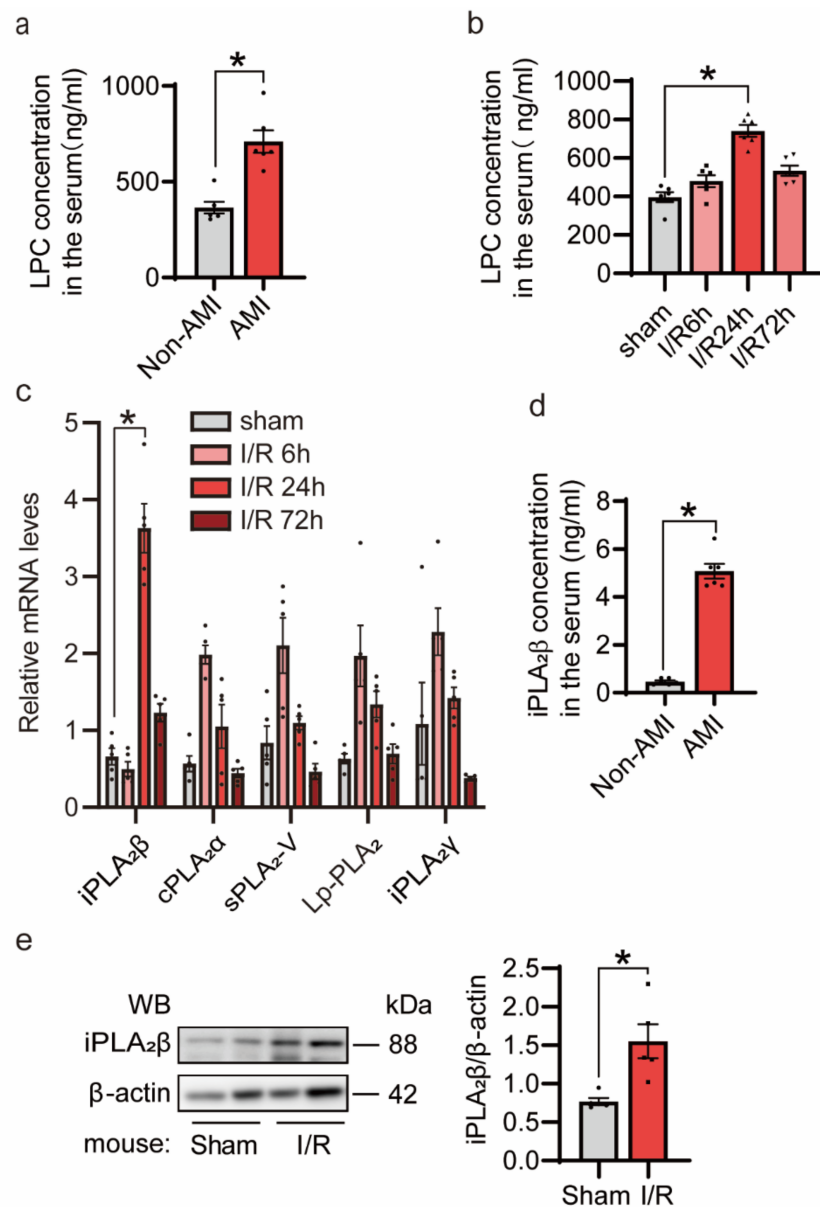 a
LPC concentration
in the serum(ng/ml)
1000
500
0
*
Non-AMI
AMI
b
LPC concentration
in the serum( ng/ml)
1000
800
600
400
200
0
*
sham
I/R6h
I/R24h
I/R72h
c
Relative mRNA leves
5
4
3
2
1
0
*
sham
I/R 6h
I/R 24h
I/R 72h
iPLA₂β
cPLA₂α
sPLA₂-V
Lp-PLA₂
iPLA₂γ
d
iPLA₂β concentration
in the serum (ng/ml)
8
6
4
2
0
*
Non-AMI
AMI
e
WB
kDa
iPLA₂β
88
β-actin
42
mouse: Sham I/R
iPLA₂β/β-actin
2.5
2.0
1.5
1.0
0.5
0.0
*
Sham I/R